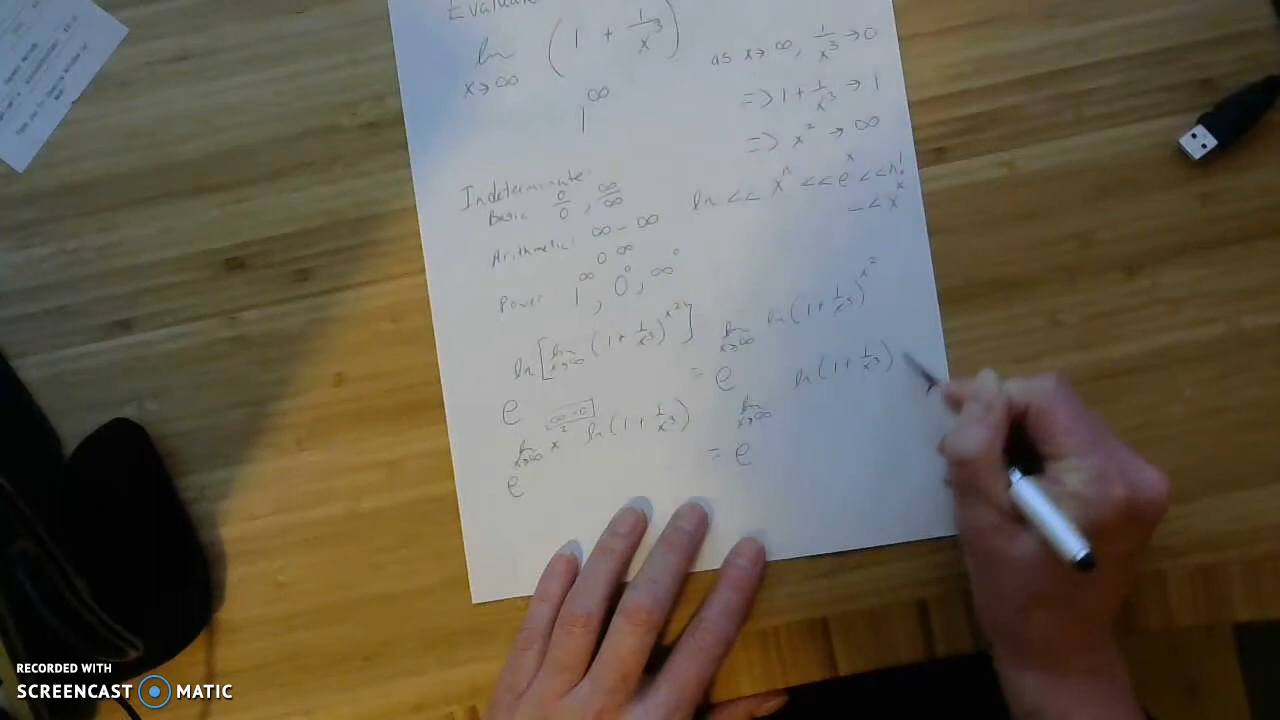 Evaluate
lim x→∞ (1 + 1/x³)
1^∞
as x→∞, 1/x³ → 0
=> 1 + 1/x³ → 1
=> x² → ∞
Indeterminate:
Basic: 0/0, ∞/∞
ln << xⁿ << eˣ << n!
_ < xˣ
Arithmetic: ∞ - ∞
0 ∞
Power: 1^∞, 0⁰, ∞⁰
e^ln[lim x→∞ (1 + 1/x³)^x²] = e^lim x→∞ ln(1 + 1/x³)^x²
∞ · 0
e^lim x→∞ x² ln(1 + 1/x³) = e^lim x→∞ ln(1 + 1/x³)
RECORDED WITH
SCREENCAST MATIC